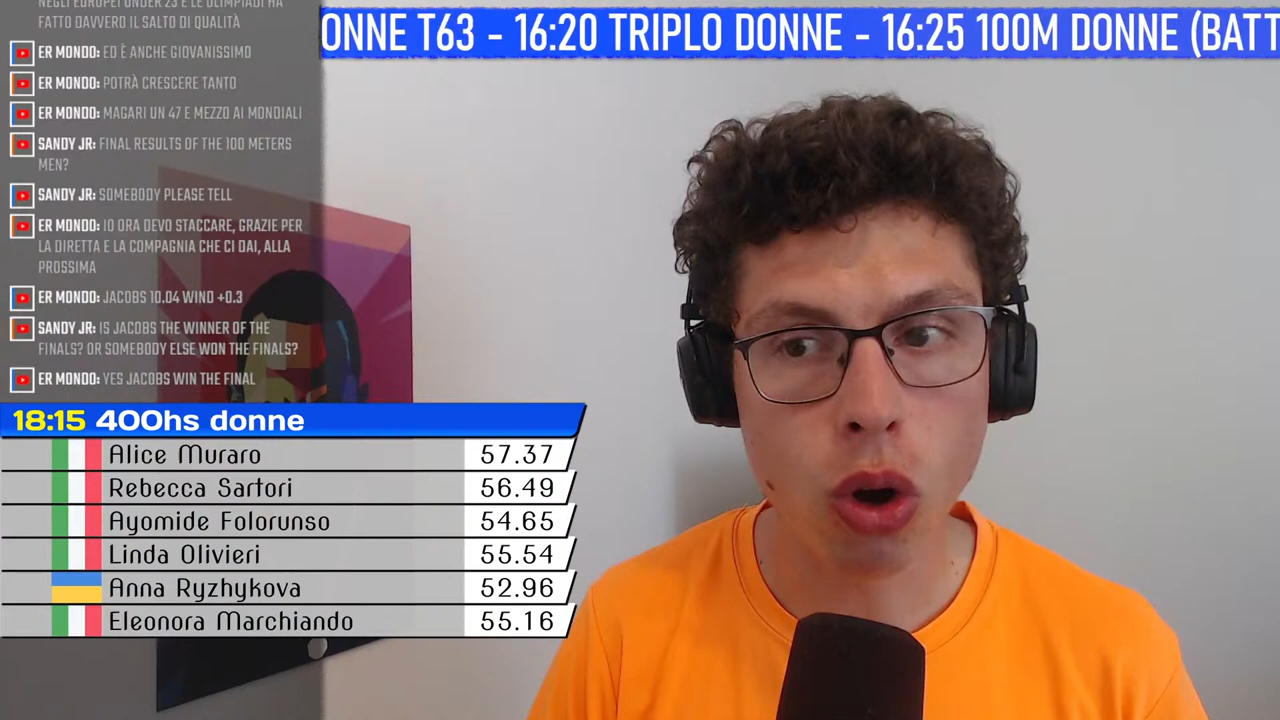 NEGLI EUROPEI UNDER 23 E LE OLIMPIADI HA
FATTO DAVVERO IL SALTO DI QUALITÀ
ER MONDO: ED È ANCHE GIOVANISSIMO
ER MONDO: POTRÀ CRESCERE TANTO
ER MONDO: MAGARI UN 47 E MEZZO AI MONDIALI
SANDY JR: FINAL RESULTS OF THE 100 METERS
MEN?
SANDY JR: SOMEBODY PLEASE TELL
ER MONDO: IO ORA DEVO STACCARE, GRAZIE PER
LA DIRETTA E LA COMPAGNIA CHE CI DAI, ALLA
PROSSIMA
ER MONDO: JACOBS 10.04 WIND +0.3
SANDY JR: IS JACOBS THE WINNER OF THE
FINALS? OR SOMEBODY ELSE WON THE FINALS?
ER MONDO: YES JACOBS WIN THE FINAL
ONNE T63 - 16:20 TRIPLO DONNE - 16:25 100M DONNE (BATT
18:15 400hs donne
Alice Muraro 57.37
Rebecca Sartori 56.49
Ayomide Folorunso 54.65
Linda Olivieri 55.54
Anna Ryzhykova 52.96
Eleonora Marchiando 55.16